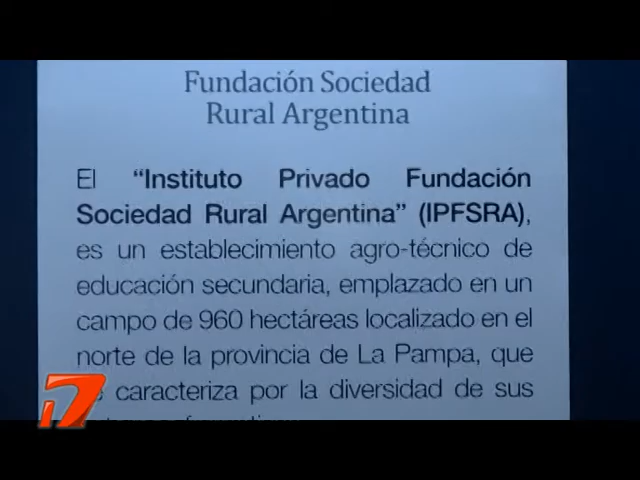 Fundación Sociedad
Rural Argentina
El “Instituto Privado Fundación
Sociedad Rural Argentina” (IPFSRA),
es un establecimiento agro-técnico de
educación secundaria, emplazado en un
campo de 960 hectáreas localizado en el
norte de la provincia de La Pampa, que
caracteriza por la diversidad de sus
7